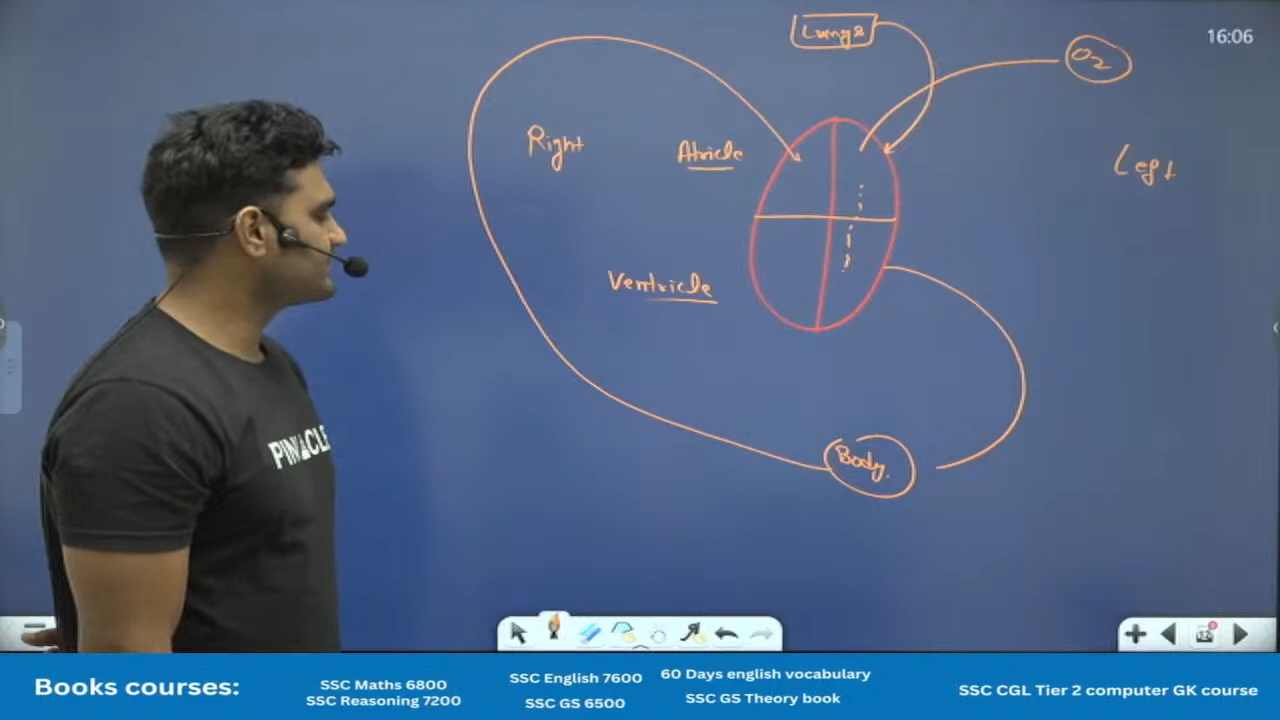 Lungs
16:06
O2
Right
Atricle
Left
Ventricle
Body.
PINNACLE
Books courses:
SSC Maths 6800
SSC Reasoning 7200
SSC English 7600
SSC GS 6500
60 Days english vocabulary
SSC GS Theory book
SSC CGL Tier 2 computer GK course